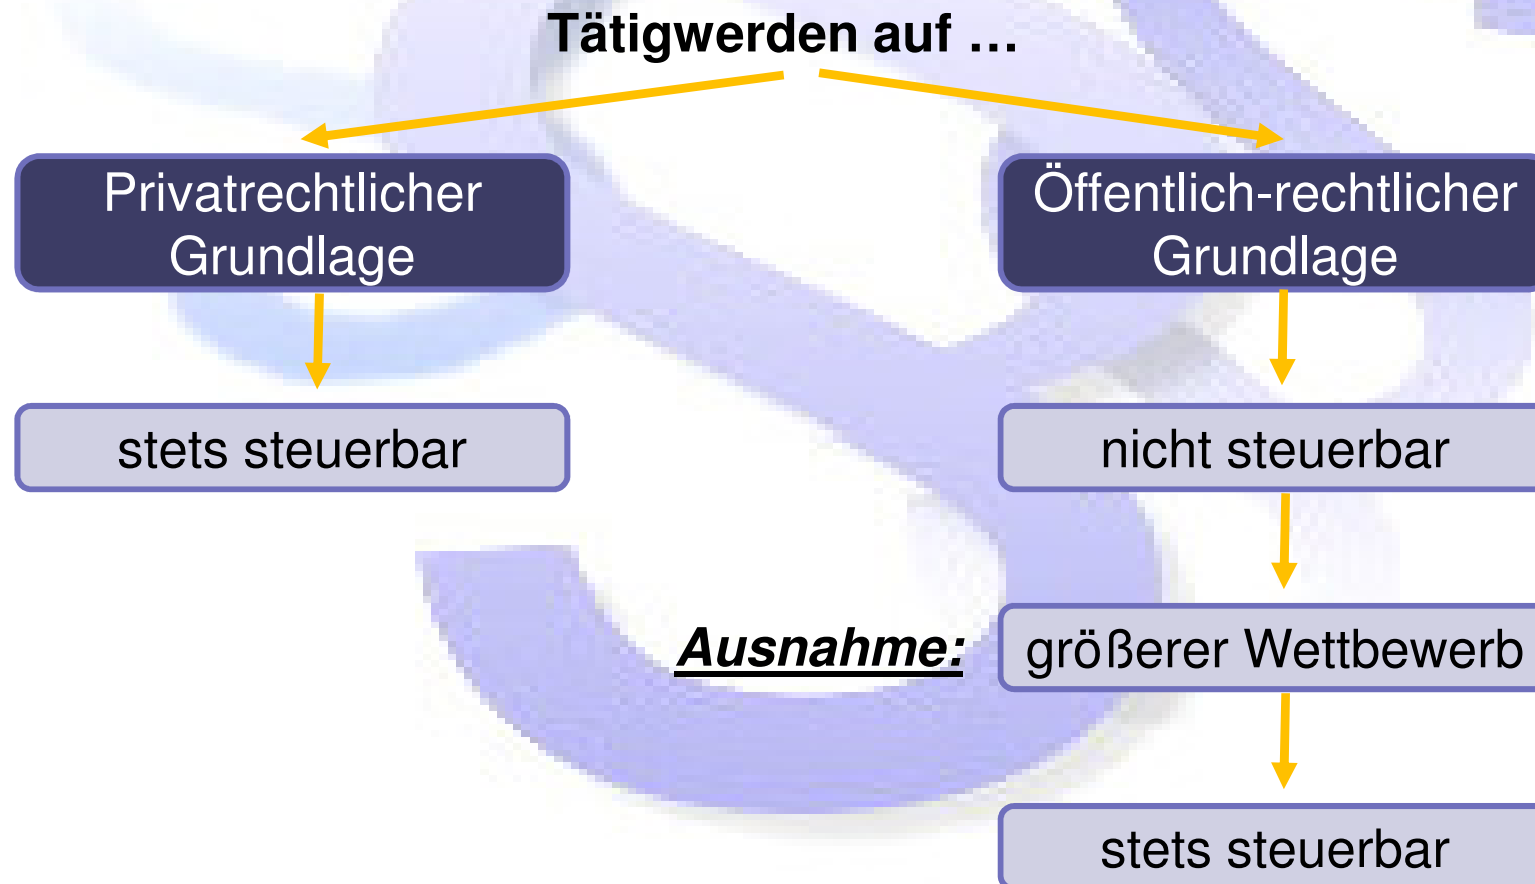 Tätigwerden auf …
Privatrechtlicher
Grundlage
stets steuerbar
Öffentlich-rechtlicher
Grundlage
nicht steuerbar
Ausnahme:
größerer Wettbewerb
stets steuerbar